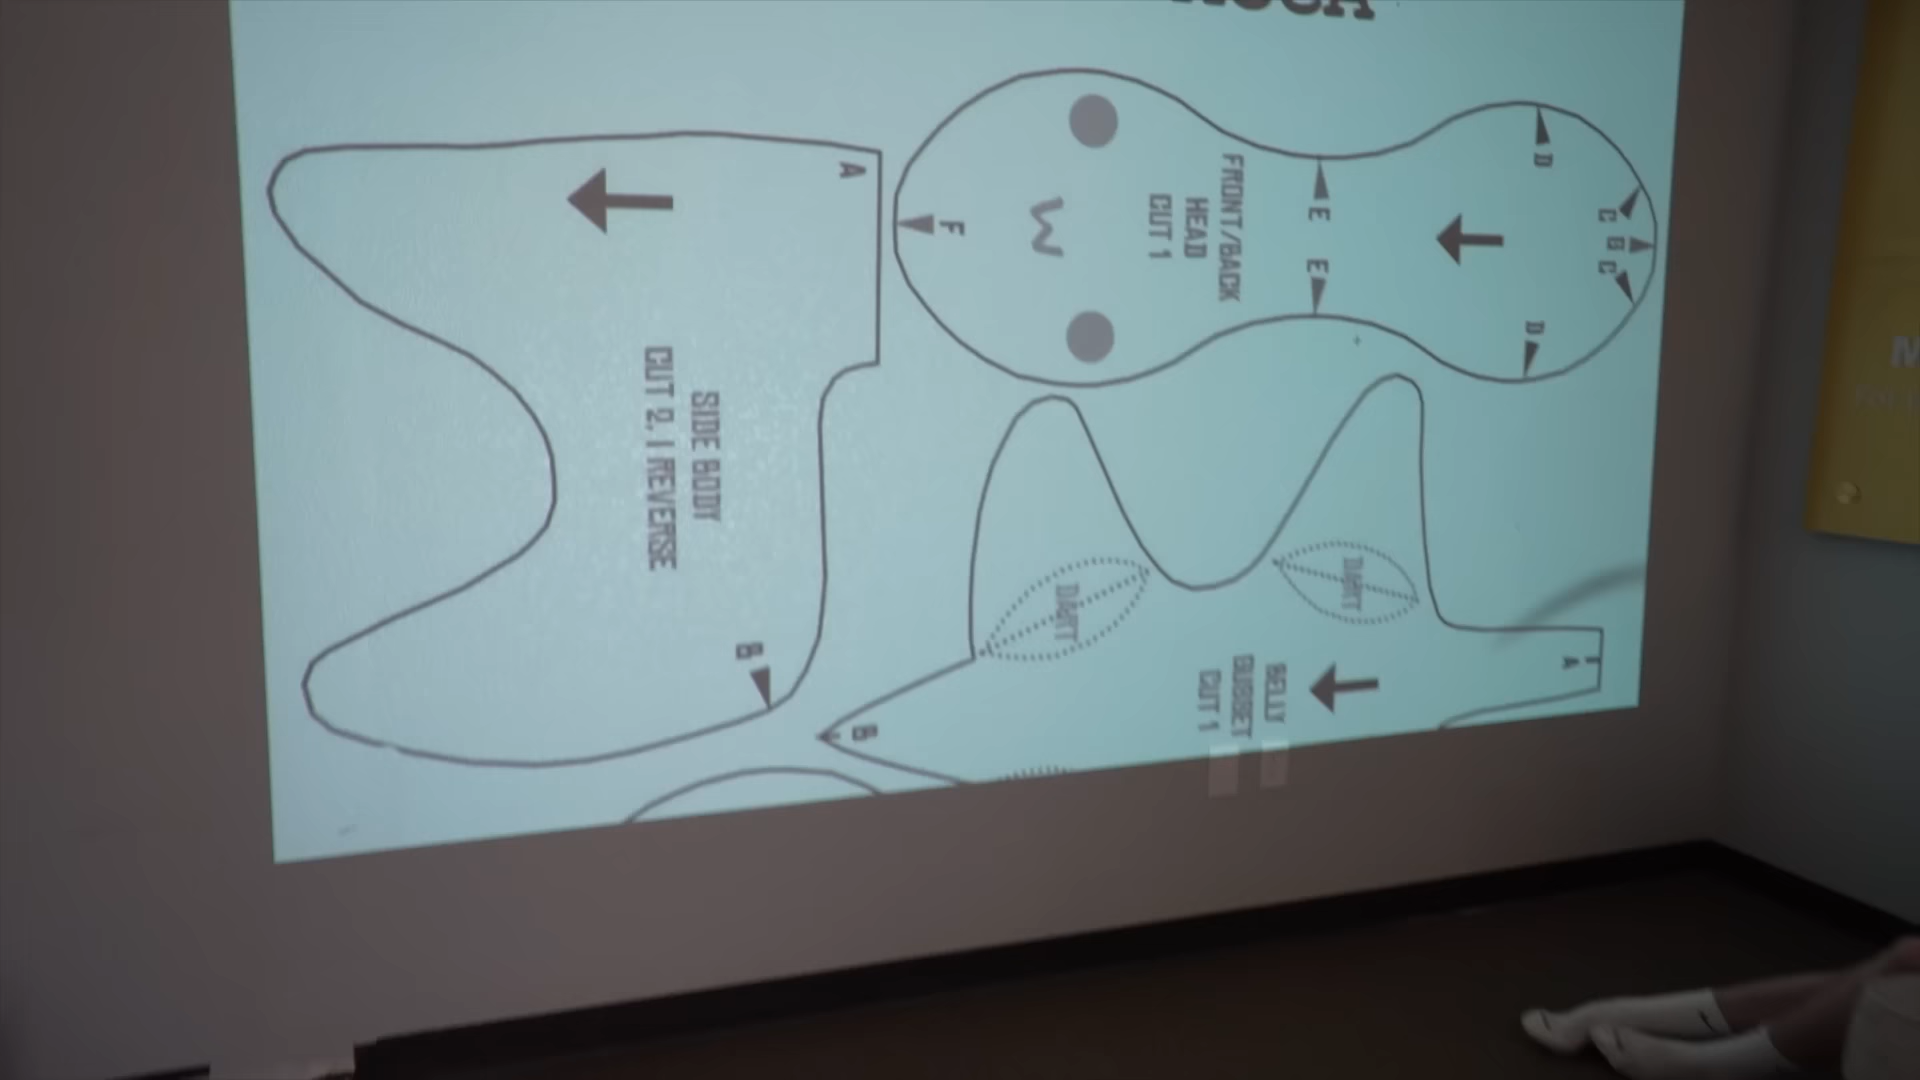 A
SIDE BODY
CUT 2, 1 REVERSE
B
F
FRONT/BACK
HEAD
CUT 1
E
E
D
C
B
C
D
DART
DART
BELLY
GUSSET
CUT 1
A
B